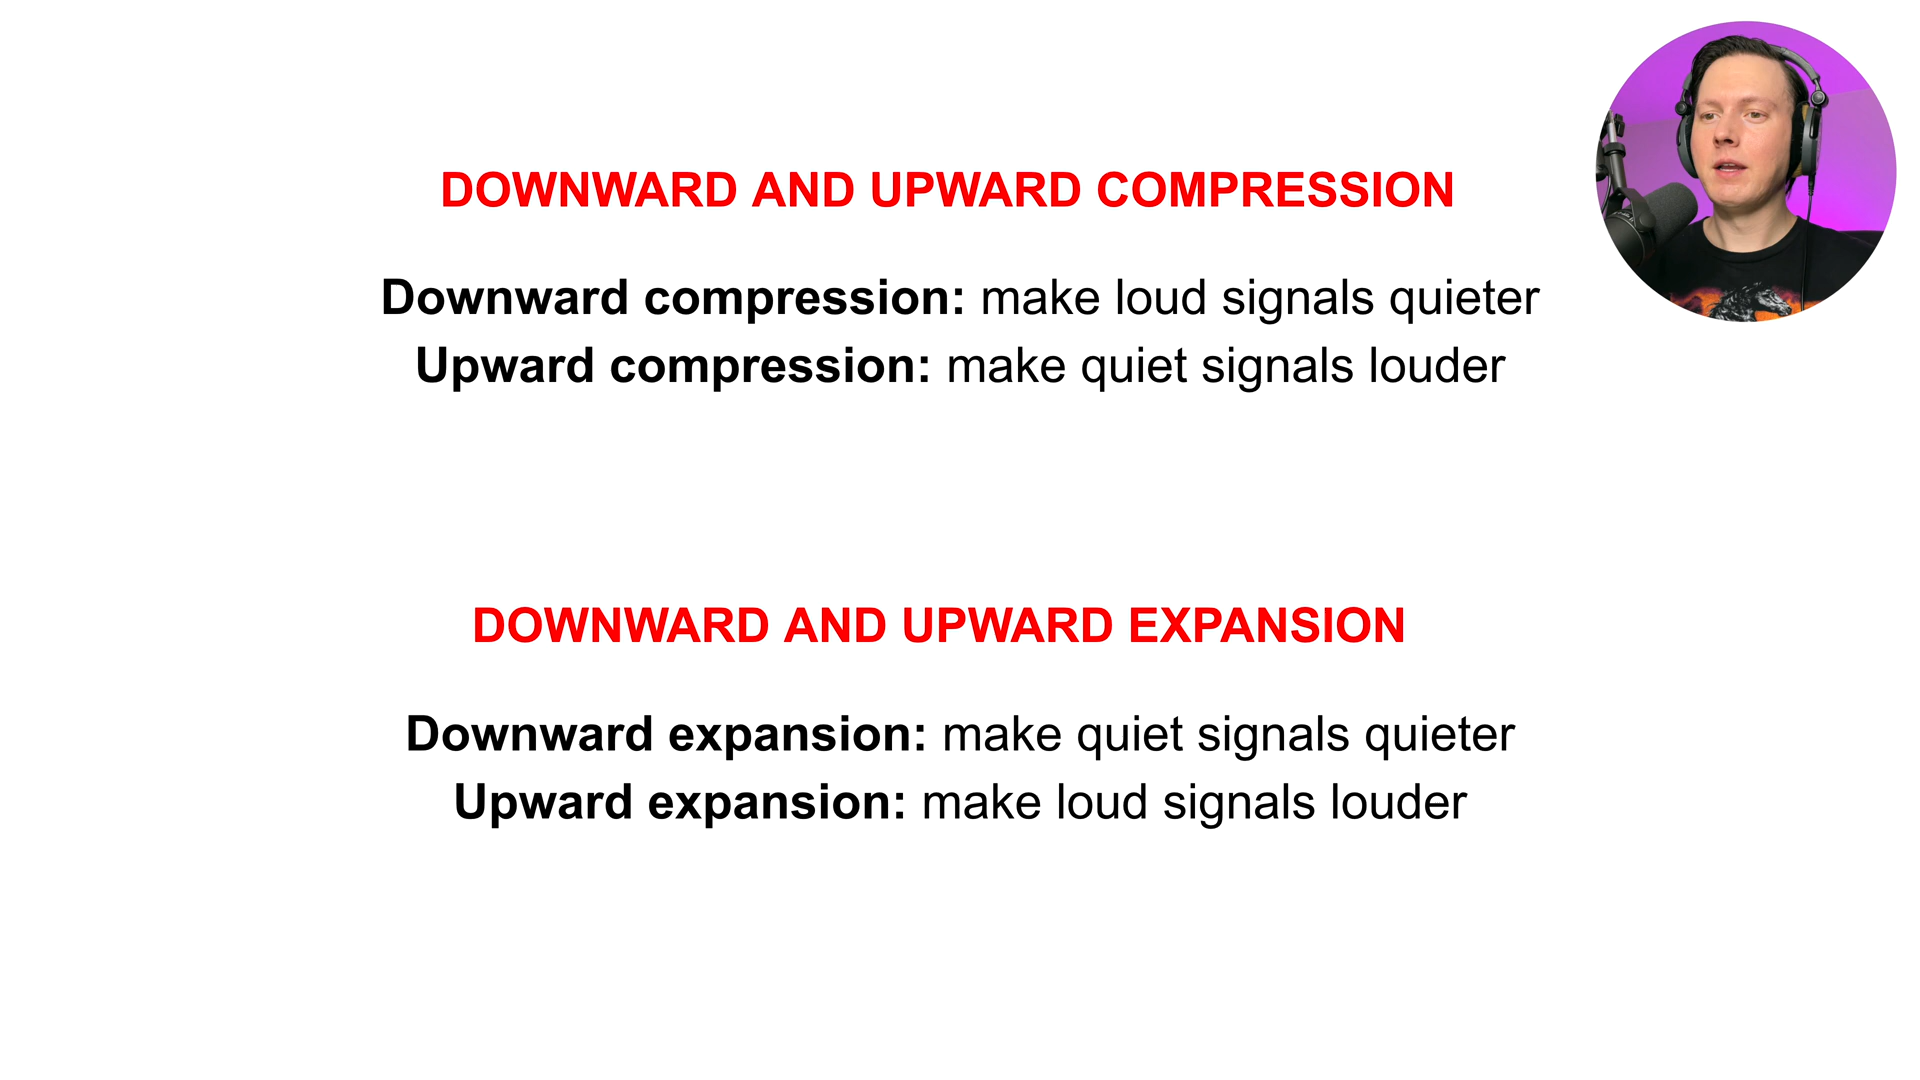 DOWNWARD AND UPWARD COMPRESSION
Downward compression: make loud signals quieter
Upward compression: make quiet signals louder
DOWNWARD AND UPWARD EXPANSION
Downward expansion: make quiet signals quieter
Upward expansion: make loud signals louder